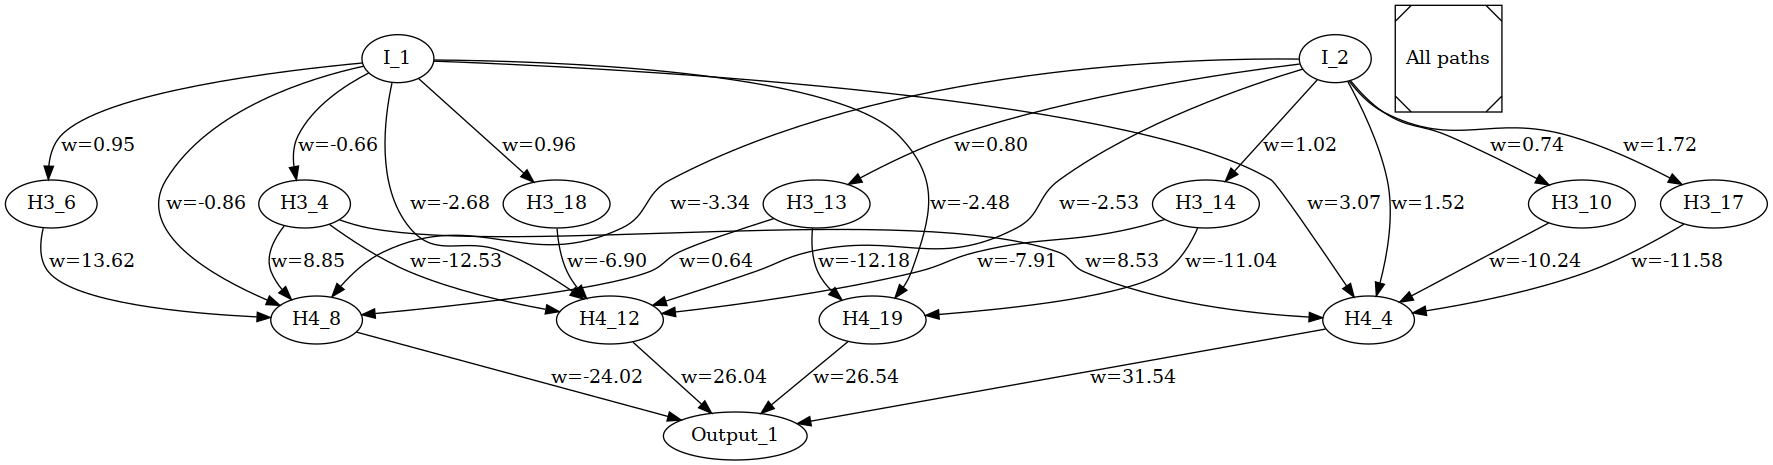 I_1
I_2
All paths
w=0.95
w=-0.66
w=0.96
w=0.80
w=1.02
w=0.74
w=1.72
H3_6
w=-0.86
H3_4
w=-2.68
H3_18
w=-3.34
H3_13
w=-2.48
w=-2.53
H3_14
w=3.07
w=1.52
H3_10
H3_17
w=13.62
w=8.85
w=-12.53
w=-6.90
w=0.64
w=-12.18
w=-7.91
w=8.53
w=-11.04
w=-10.24
w=-11.58
H4_8
H4_12
H4_19
H4_4
w=-24.02
w=26.04
w=26.54
w=31.54
Output_1